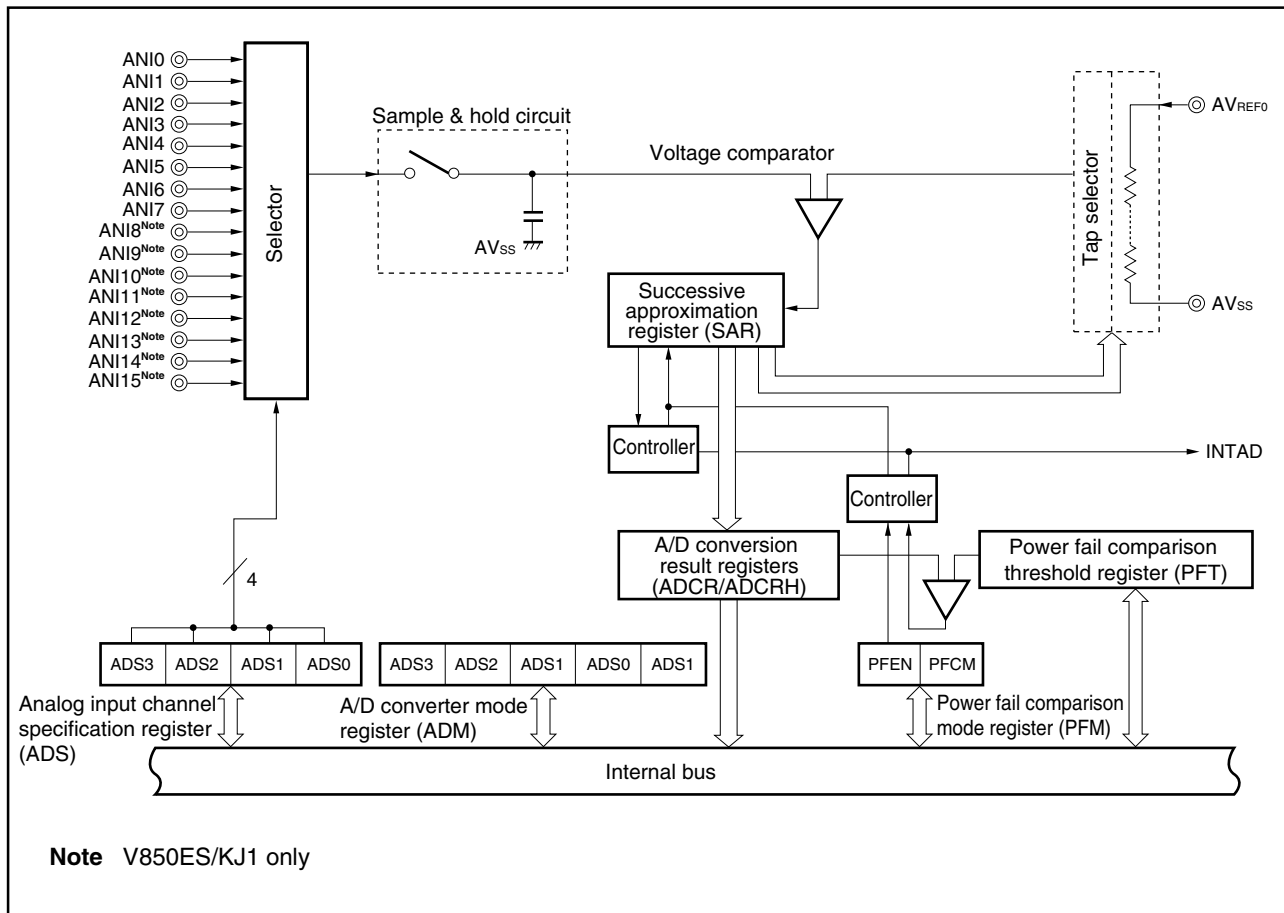 ANI0
ANI1
ANI2
ANI3
ANI4
ANI5
ANI6
ANI7
ANI8Note
ANI9Note
ANI10Note
ANI11Note
ANI12Note
ANI13Note
ANI14Note
ANI15Note
Selector
Sample & hold circuit
AVSS
Voltage comparator
Tap selector
AVREF0
AVSS
Successive
approximation
register (SAR)
Controller
INTAD
Controller
A/D conversion
result registers
(ADCR/ADCRH)
Power fail comparison
threshold register (PFT)
4
ADS3 ADS2 ADS1 ADS0
ADS3 ADS2 ADS1 ADS0 ADS1
PFEN PFCM
Analog input channel
specification register
(ADS)
A/D converter mode
register (ADM)
Power fail comparison
mode register (PFM)
Internal bus
Note V850ES/KJ1 only